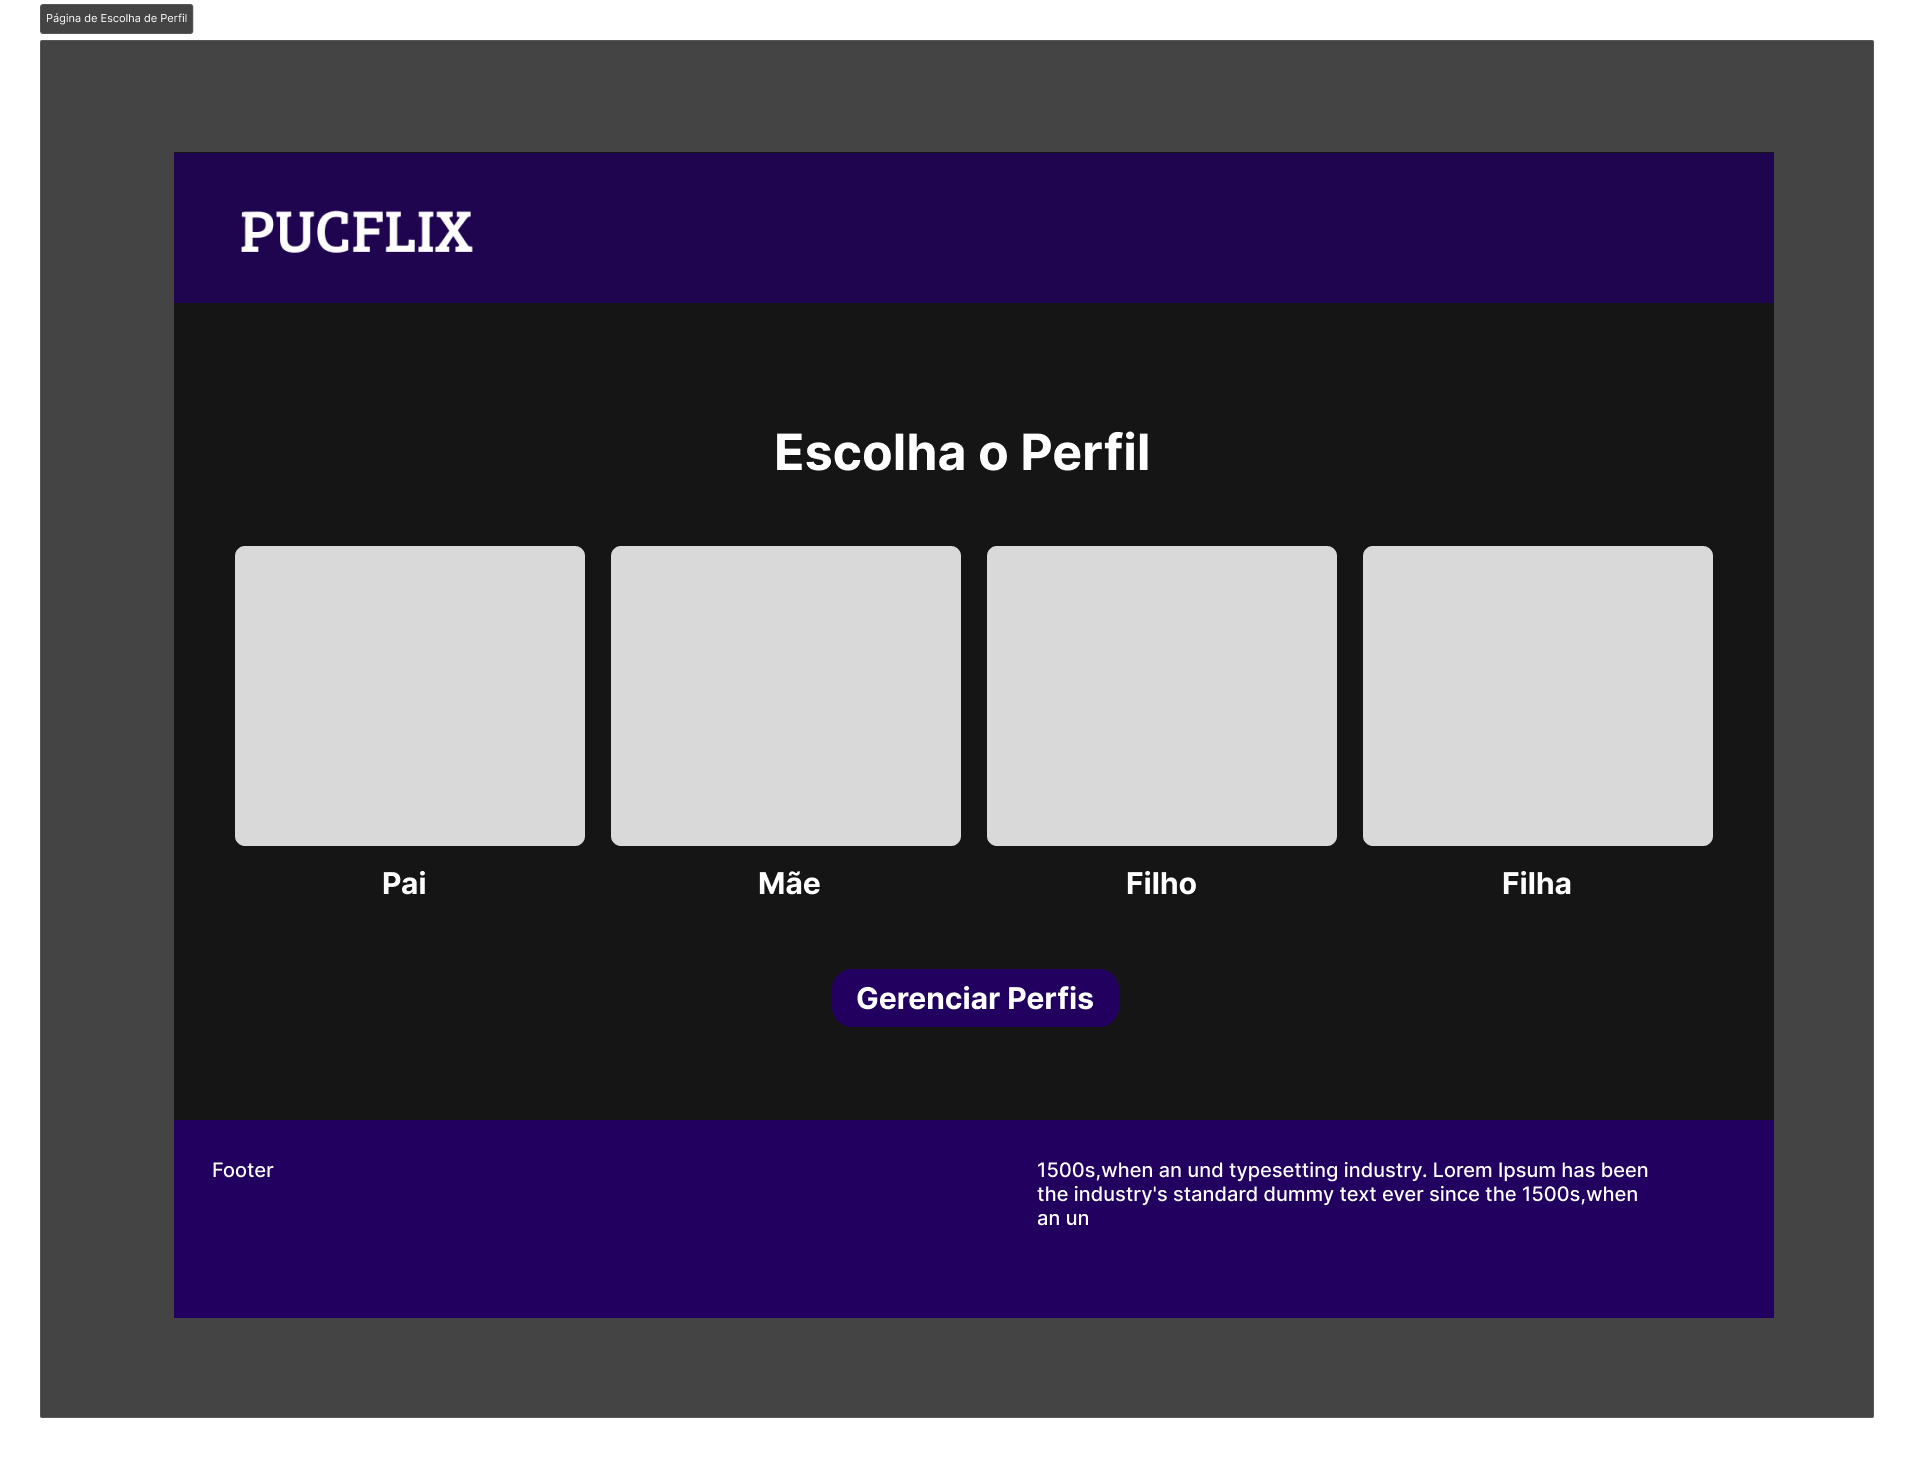 Página de Escolha de Perfil
PUCFLIX
Escolha o Perfil
Pai
Mãe
Filho
Filha
Gerenciar Perfis
Footer
1500s,when an und typesetting industry. Lorem Ipsum has been
the industry's standard dummy text ever since the 1500s,when
an un